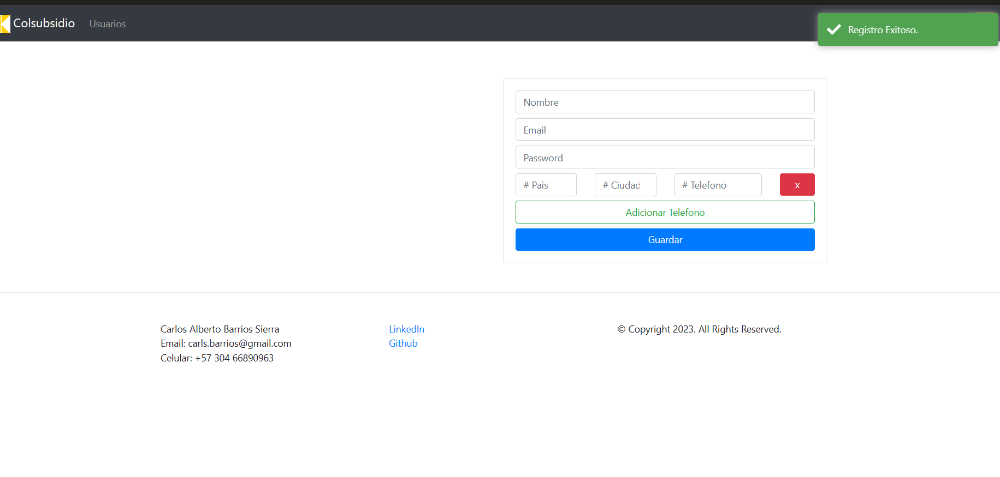 Colsubsidio
Usuarios
Registro Exitoso.
Nombre
Email
Password
# Pais
# Ciudad
# Telefono
x
Adicionar Telefono
Guardar
Carlos Alberto Barrios Sierra
Email: carls.barrios@gmail.com
Celular: +57 304 66890963
LinkedIn
Github
© Copyright 2023. All Rights Reserved.